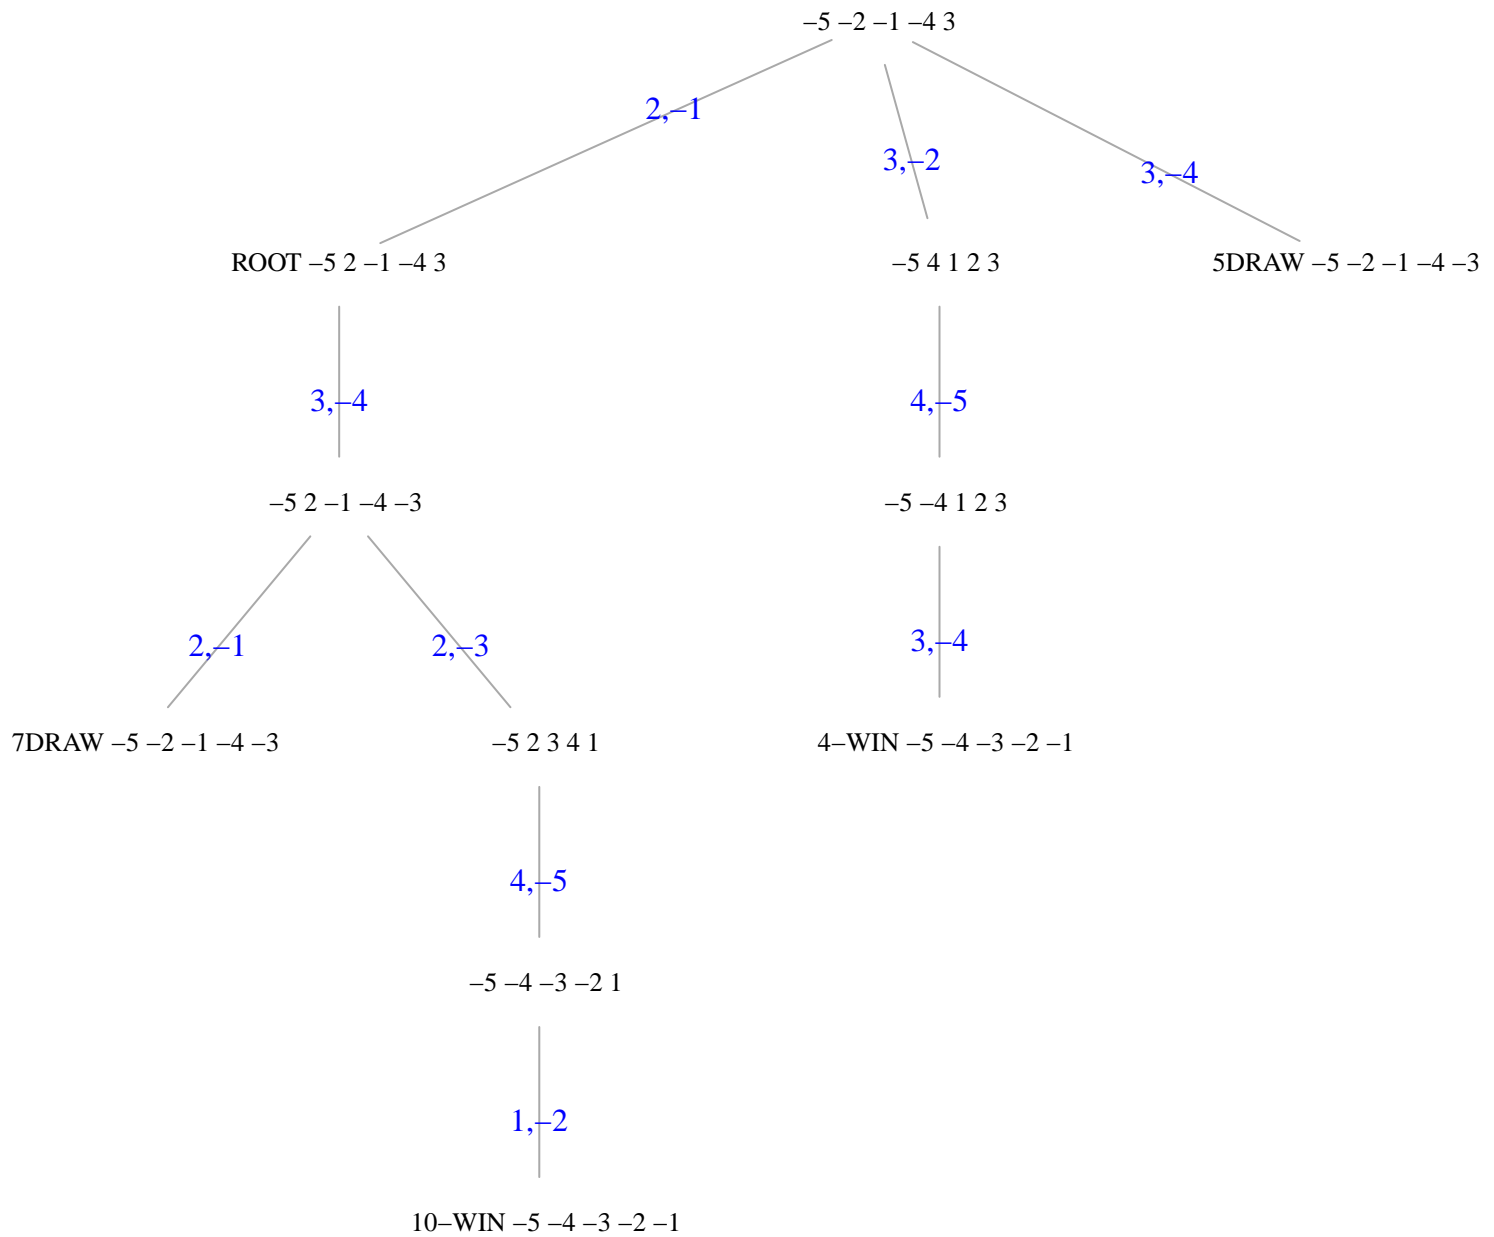 –5 –2 –1 –4 3
2,–1
3,–2
3,–4
ROOT –5 2 –1 –4 3
–5 4 1 2 3
5DRAW –5 –2 –1 –4 –3
3,–4
4,–5
–5 2 –1 –4 –3
–5 –4 1 2 3
2,–1
2,–3
3,–4
7DRAW –5 –2 –1 –4 –3
–5 2 3 4 1
4–WIN –5 –4 –3 –2 –1
4,–5
–5 –4 –3 –2 1
1,–2
10–WIN –5 –4 –3 –2 –1